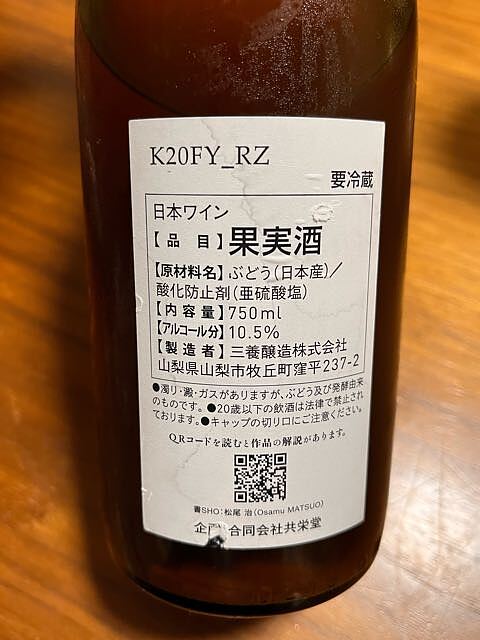 K20FY_RZ
要冷蔵
日本ワイン
【品目】果実酒
【原材料名】ぶどう(日本産)／
酸化防止剤(亜硫酸塩)
【内容量】750ml
【アルコール分】10.5%
【製造者】三養醸造株式会社
山梨県山梨市牧丘町窪平237-2
●濁り・澱・ガスがありますが、ぶどう及び発酵由来
のものです。●20歳以下の飲酒は法律で禁止され
ております。●キャップの切り口にご注意ください。
QRコードを読むと作品の解説があります。
書SHO:松尾 治(Osamu MATSUO)
企画 合同会社共栄堂